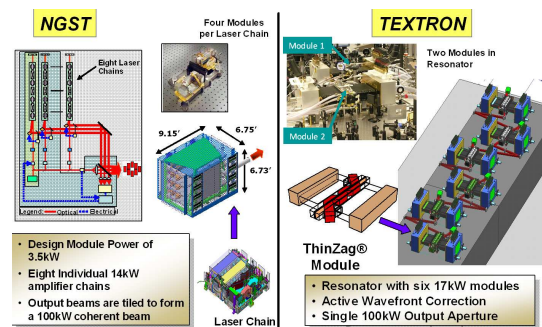 NGST
Four Modules
per Laser Chain
Eight Laser
Chains
9.15'
6.75'
6.73'
Legend:
Optical
Electrical
• Design Module Power of
3.5kW
• Eight Individual 14kW
amplifier chains
• Output beams are tiled to form
a 100kW coherent beam
Laser Chain
TEXTRON
Module 1
Module 2
Two Modules in
Resonator
ThinZag®
Module
• Resonator with six 17kW modules
• Active Wavefront Correction
• Single 100kW Output Aperture